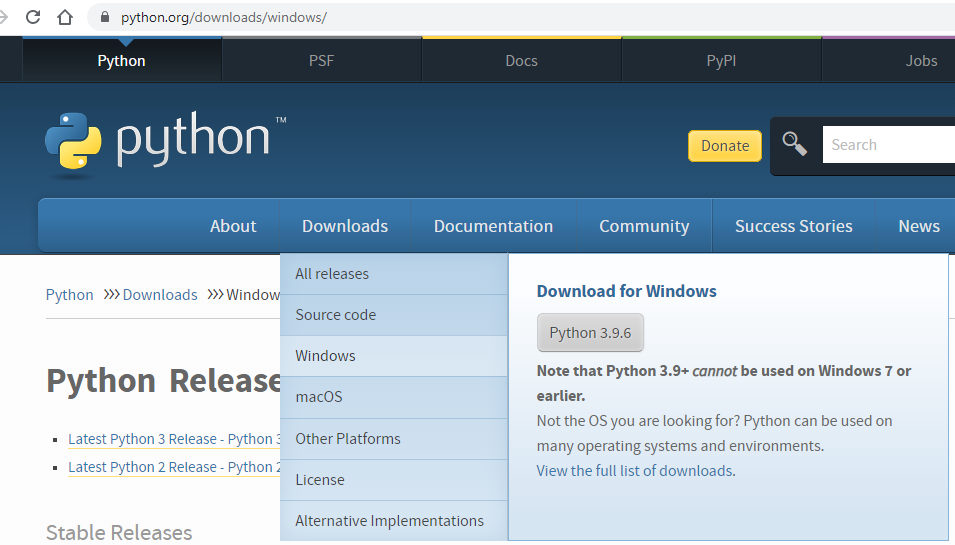 python.org/downloads/windows/
Python PSF Docs PyPI Jobs
python™
Donate Search
About Downloads Documentation Community Success Stories News
Python >>> Downloads >>> Window
All releases
Source code
Windows
macOS
Other Platforms
License
Alternative Implementations
Download for Windows
Python 3.9.6
Note that Python 3.9+ cannot be used on Windows 7 or
earlier.
Not the OS you are looking for? Python can be used on
many operating systems and environments.
View the full list of downloads.
Python Release
Latest Python 3 Release - Python 3
Latest Python 2 Release - Python 2
Stable Releases